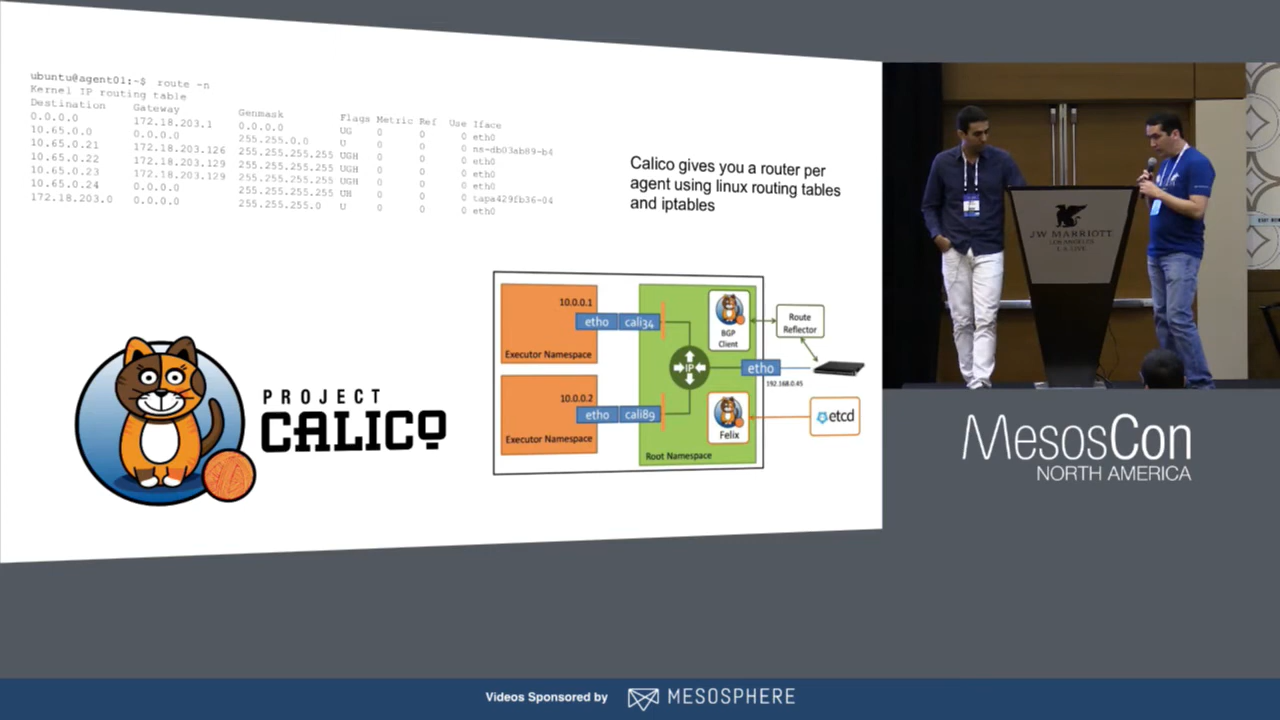 ubuntu@agent01:~$ route -n
Kernel IP routing table
Destination Gateway Genmask Flags Metric Ref Use Iface
0.0.0.0 172.18.203.1 0.0.0.0 UG 0 0 0 eth0
10.65.0.0 0.0.0.0 255.255.0.0 U 0 0 0 ns-db03ab89-b4
10.65.0.21 172.18.203.126 255.255.255.255 UGH 0 0 0 eth0
10.65.0.22 172.18.203.129 255.255.255.255 UGH 0 0 0 eth0
10.65.0.23 172.18.203.129 255.255.255.255 UGH 0 0 0 eth0
10.65.0.24 0.0.0.0 255.255.255.255 UH 0 0 0 tapa429fb36-04
172.18.203.0 0.0.0.0 255.255.255.0 U 0 0 0 eth0
Calico gives you a router per
agent using linux routing tables
and iptables
PROJECT
CALICO
10.0.0.1
etho cali34
Executor Namespace
10.0.0.2
etho cali89
Executor Namespace
IP
BGP
Client
Felix
Root Namespace
etho
192.168.0.45
Route
Reflector
etcd
JW MARRIOTT
LOS ANGELES
L.A. LIVE
MesosCon
NORTH AMERICA
Videos Sponsored by MESOSPHERE